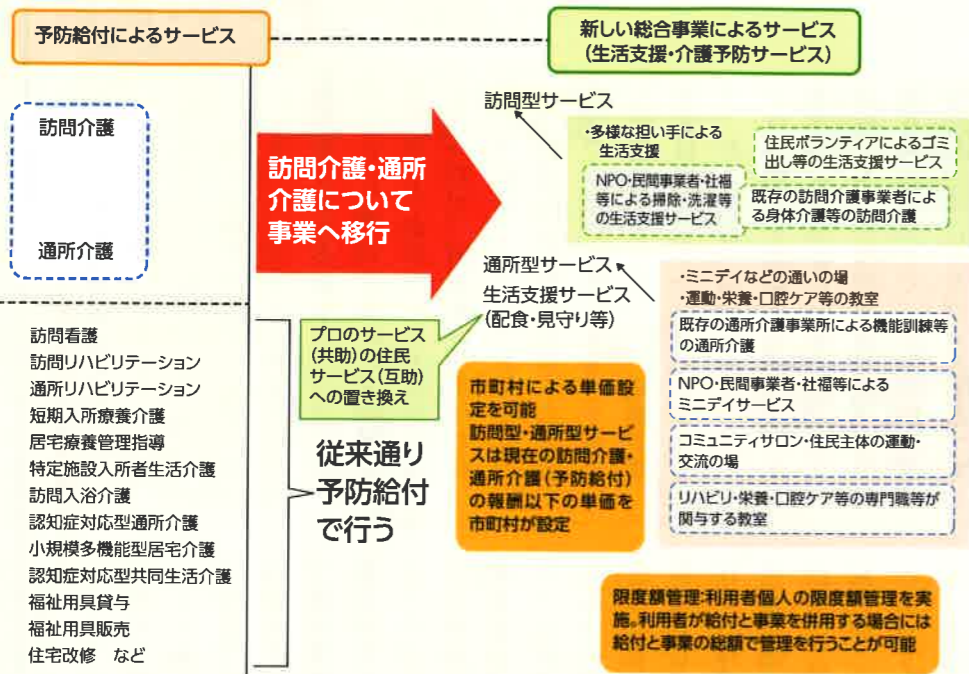 予防給付によるサービス
新しい総合事業によるサービス
(生活支援・介護予防サービス)
訪問介護
通所介護
訪問介護・通所
介護について
事業へ移行
訪問型サービス
・多様な担い手による
生活支援
住民ボランティアによるゴミ
出し等の生活支援サービス
NPO・民間事業者・社福
等による掃除・洗濯等
の生活支援サービス
既存の訪問介護事業者によ
る身体介護等の訪問介護
通所型サービス
生活支援サービス
(配食・見守り等)
・ミニデイなどの通いの場
・運動・栄養・口腔ケア等の教室
既存の通所介護事業所による機能訓練等
の通所介護
NPO・民間事業者・社福等による
ミニデイサービス
コミュニティサロン・住民主体の運動・
交流の場
リハビリ・栄養・口腔ケア等の専門職等が
関与する教室
訪問看護
訪問リハビリテーション
通所リハビリテーション
短期入所療養介護
居宅療養管理指導
特定施設入所者生活介護
訪問入浴介護
認知症対応型通所介護
小規模多機能型居宅介護
認知症対応型共同生活介護
福祉用具貸与
福祉用具販売
住宅改修 など
プロのサービス
(共助)の住民
サービス(互助)
への置き換え
従来通り
予防給付
で行う
市町村による単価設
定を可能
訪問型・通所型サービ
スは現在の訪問介護・
通所介護(予防給付)
の報酬以下の単価を
市町村が設定
限度額管理:利用者個人の限度額管理を実
施。利用者が給付と事業を併用する場合には
給付と事業の総額で管理を行うことが可能